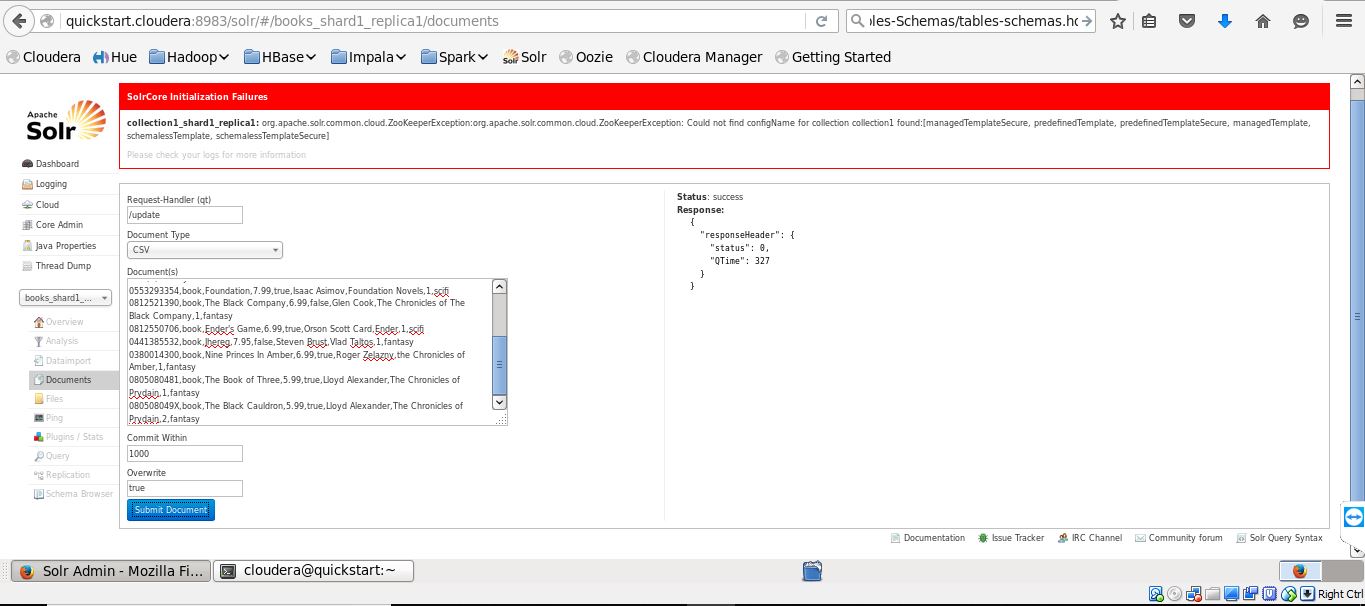 quickstart.cloudera:8983/solr/#/books_shard1_replica1/documents
bles-Schemas/tables-schemas.ho
Cloudera
Hue
Hadoop
HBase
Impala
Spark
Solr
Oozie
Cloudera Manager
Getting Started
Apache
Solr
SolrCore Initialization Failures
collection1_shard1_replica1: org.apache.solr.common.cloud.ZooKeeperException:org.apache.solr.common.cloud.ZooKeeperException: Could not find configName for collection collection1 found:[managedTemplateSecure, predefinedTemplate, predefinedTemplateSecure, managedTemplate,
schemalessTemplate, schemalessTemplateSecure]
Please check your logs for more information
Dashboard
Logging
Cloud
Core Admin
Java Properties
Thread Dump
books_shard1_...
Overview
Analysis
Dataimport
Documents
Files
Ping
Plugins / Stats
Query
Replication
Schema Browser
Request-Handler (qt)
/update
Document Type
CSV
Document(s)
0553293354,book,Foundation,7.99,true,Isaac Asimov,Foundation Novels,1,scifi
0812521390,book,The Black Company,6.99,false,Glen Cook,The Chronicles of The
Black Company,1,fantasy
0812550706,book,Ender's Game,6.99,true,Orson Scott Card,Ender,1,scifi
0441385532,book,Jhereg,7.95,false,Steven Brust,Vlad Taltos,1,fantasy
0380014300,book,Nine Princes In Amber,6.99,true,Roger Zelazny,the Chronicles of
Amber,1,fantasy
0805080481,book,The Book of Three,5.99,true,Lloyd Alexander,The Chronicles of
Prydain,1,fantasy
080508049X,book,The Black Cauldron,5.99,true,Lloyd Alexander,The Chronicles of
Prydain,2,fantasy
Commit Within
1000
Overwrite
true
Submit Document
Status: success
Response:
{
"responseHeader": {
"status": 0,
"QTime": 327
}
}
Documentation
Issue Tracker
IRC Channel
Community forum
Solr Query Syntax
Solr Admin - Mozilla Fi...
cloudera@quickstart:~
Right Ctrl